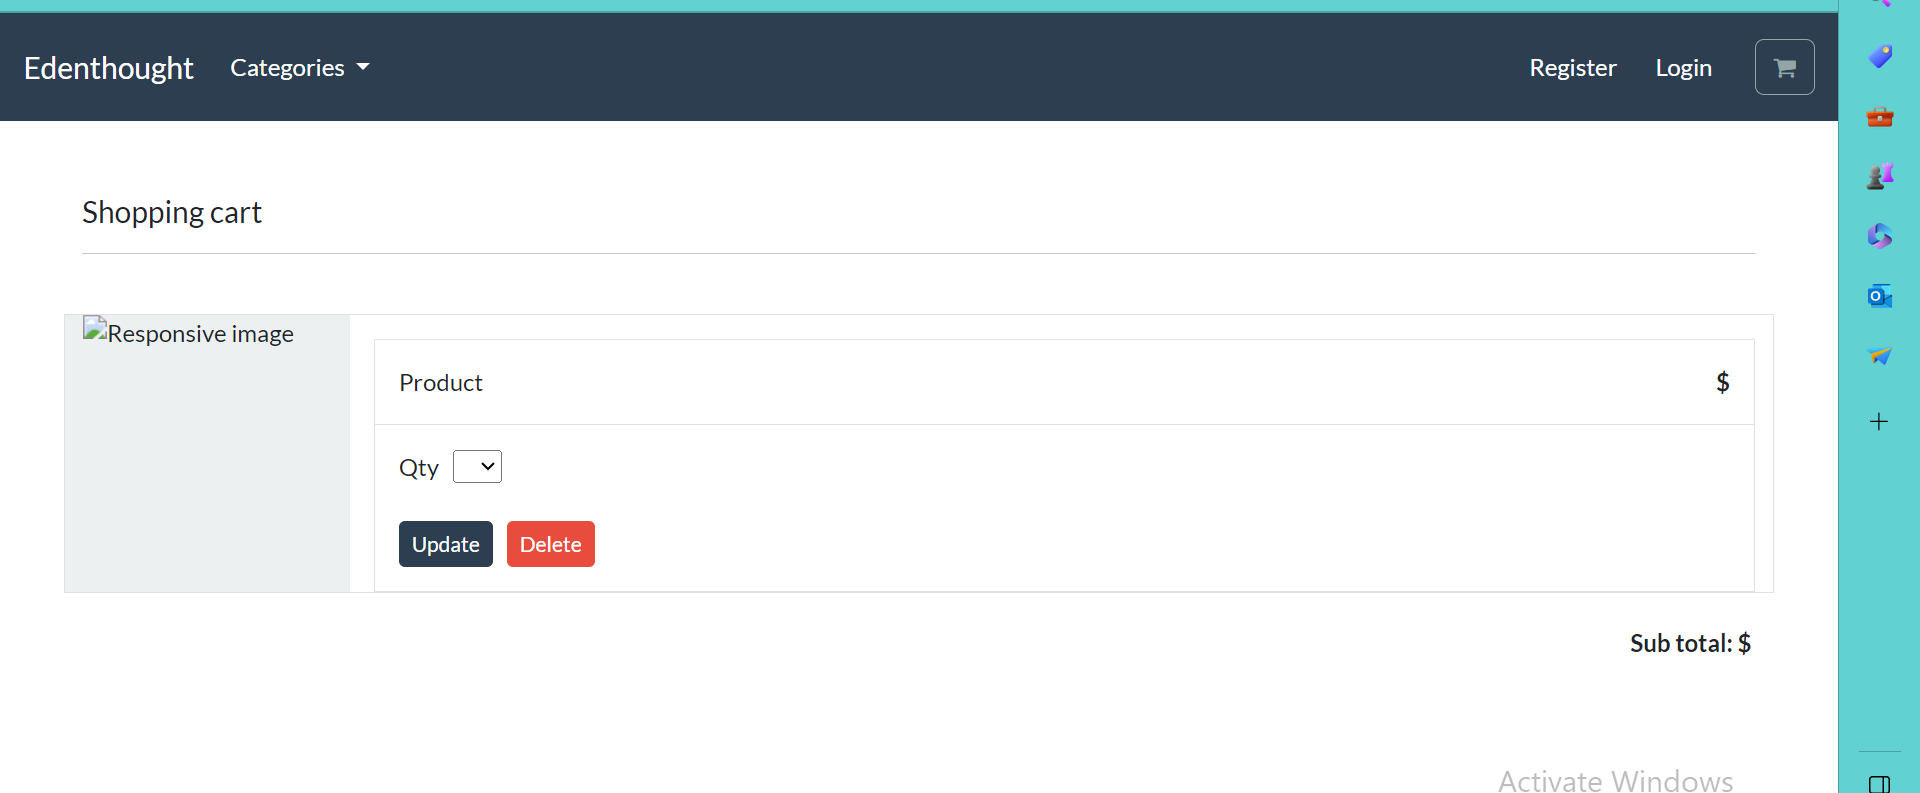 Edenthought Categories Register Login
Shopping cart
Responsive image
Product $
Qty
Update Delete
Sub total: $
Activate Windows